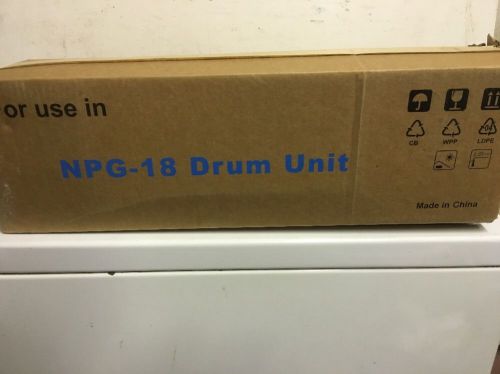 or use in
NPG-18 Drum Unit
CB
WPP
LDPE
Made in China